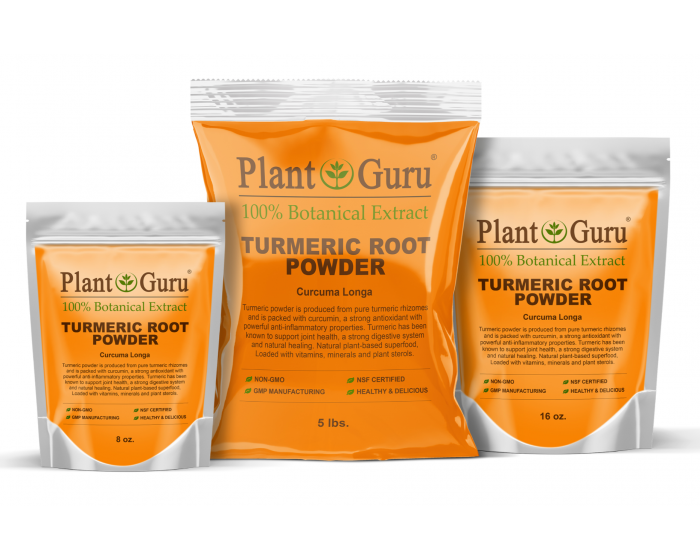 Plant Guru®
100% Botanical Extract
TURMERIC ROOT
POWDER
Curcuma Longa
Turmeric powder is produced from pure turmeric rhizomes
and is packed with curcumin, a strong antioxidant with
powerful anti-inflammatory properties. Turmeric has been
known to support joint health, a strong digestive system
and natural healing. Natural plant-based superfood.
Loaded with vitamins, minerals and plant sterols.
NON-GMO NSF CERTIFIED
GMP MANUFACTURING HEALTHY & DELICIOUS
8 oz.
Plant Guru®
100% Botanical Extract
TURMERIC ROOT
POWDER
Curcuma Longa
Turmeric powder is produced from pure turmeric rhizomes
and is packed with curcumin, a strong antioxidant with
powerful anti-inflammatory properties. Turmeric has been
known to support joint health, a strong digestive system
and natural healing. Natural plant-based superfood.
Loaded with vitamins, minerals and plant sterols.
NON-GMO NSF CERTIFIED
GMP MANUFACTURING HEALTHY & DELICIOUS
5 lbs.
Plant Guru®
100% Botanical Extract
TURMERIC ROOT
POWDER
Curcuma Longa
Turmeric powder is produced from pure turmeric rhizomes
and is packed with curcumin, a strong antioxidant with
powerful anti-inflammatory properties. Turmeric has been
known to support joint health, a strong digestive system
and natural healing. Natural plant-based superfood.
Loaded with vitamins, minerals and plant sterols.
NON-GMO NSF CERTIFIED
GMP MANUFACTURING HEALTHY & DELICIOUS
16 oz.